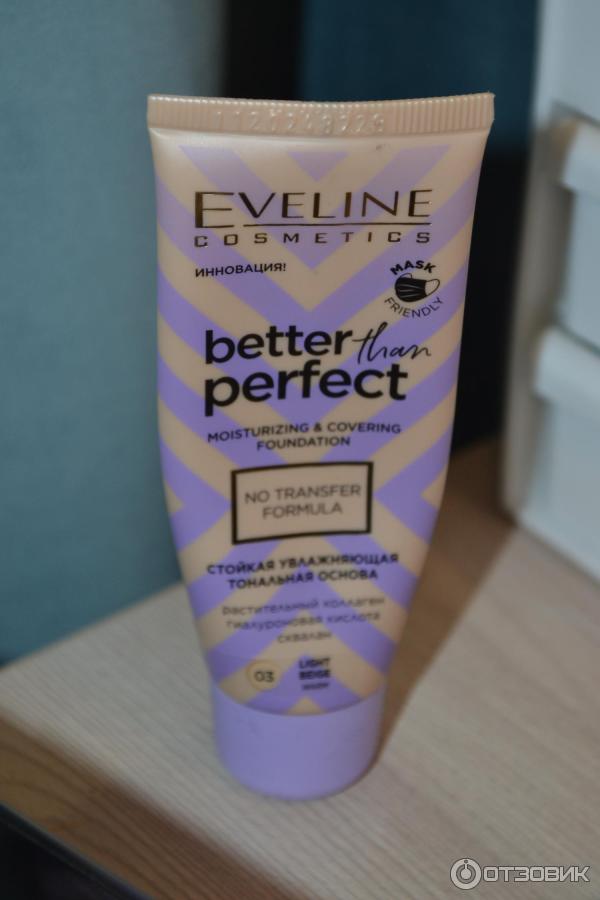 EVELINE
COSMETICS
ИННОВАЦИЯ!
MASK
FRIENDLY
better than
perfect
MOISTURIZING & COVERING
FOUNDATION
NO TRANSFER
FORMULA
СТОЙКАЯ УВЛАЖНЯЮЩАЯ
ТОНАЛЬНАЯ ОСНОВА
растительный коллаген
гиалуроновая кислота
сквалан
03
LIGHT
BEIGE
ОТЗОВИК